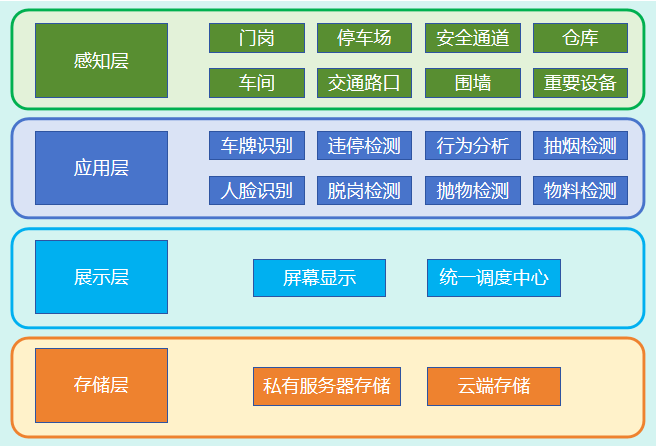 感知层
门岗 停车场 安全通道 仓库
车间 交通路口 围墙 重要设备
应用层
车牌识别 违停检测 行为分析 抽烟检测
人脸识别 脱岗检测 抛物检测 物料检测
展示层
屏幕显示 统一调度中心
存储层
私有服务器存储 云端存储